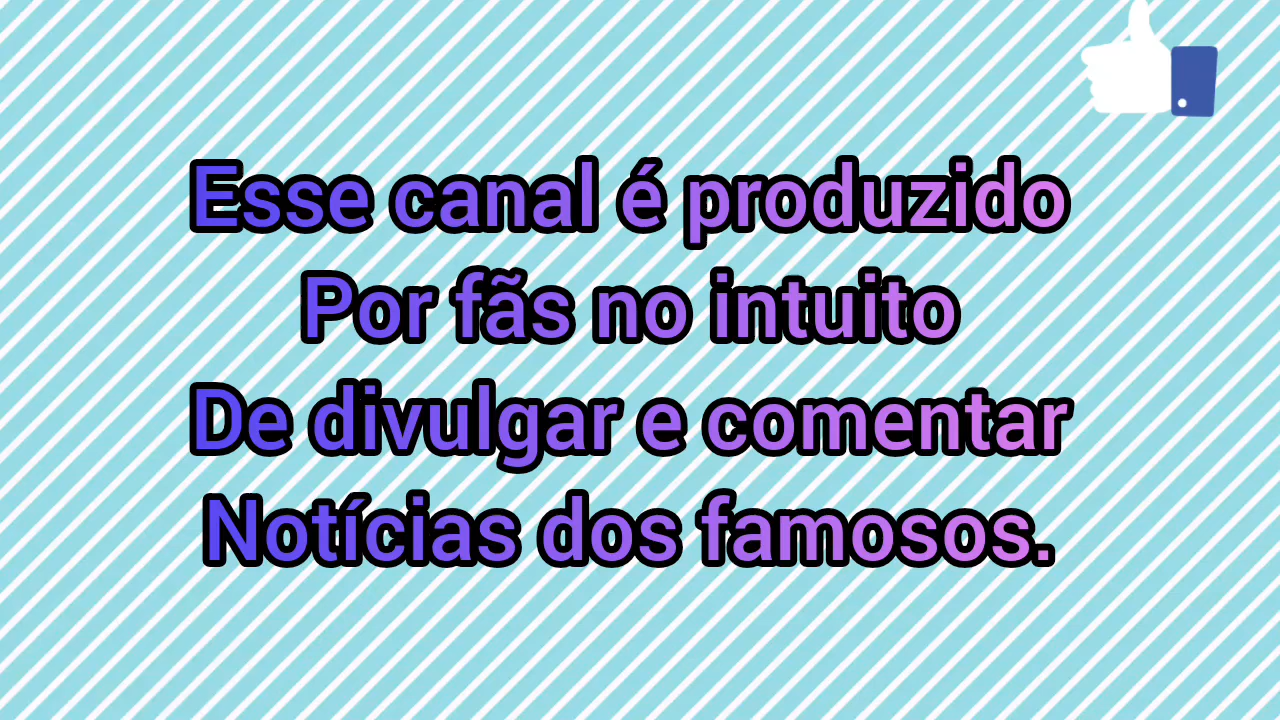 Esse canal é produzido
Por fãs no intuito
De divulgar e comentar
Notícias dos famosos.